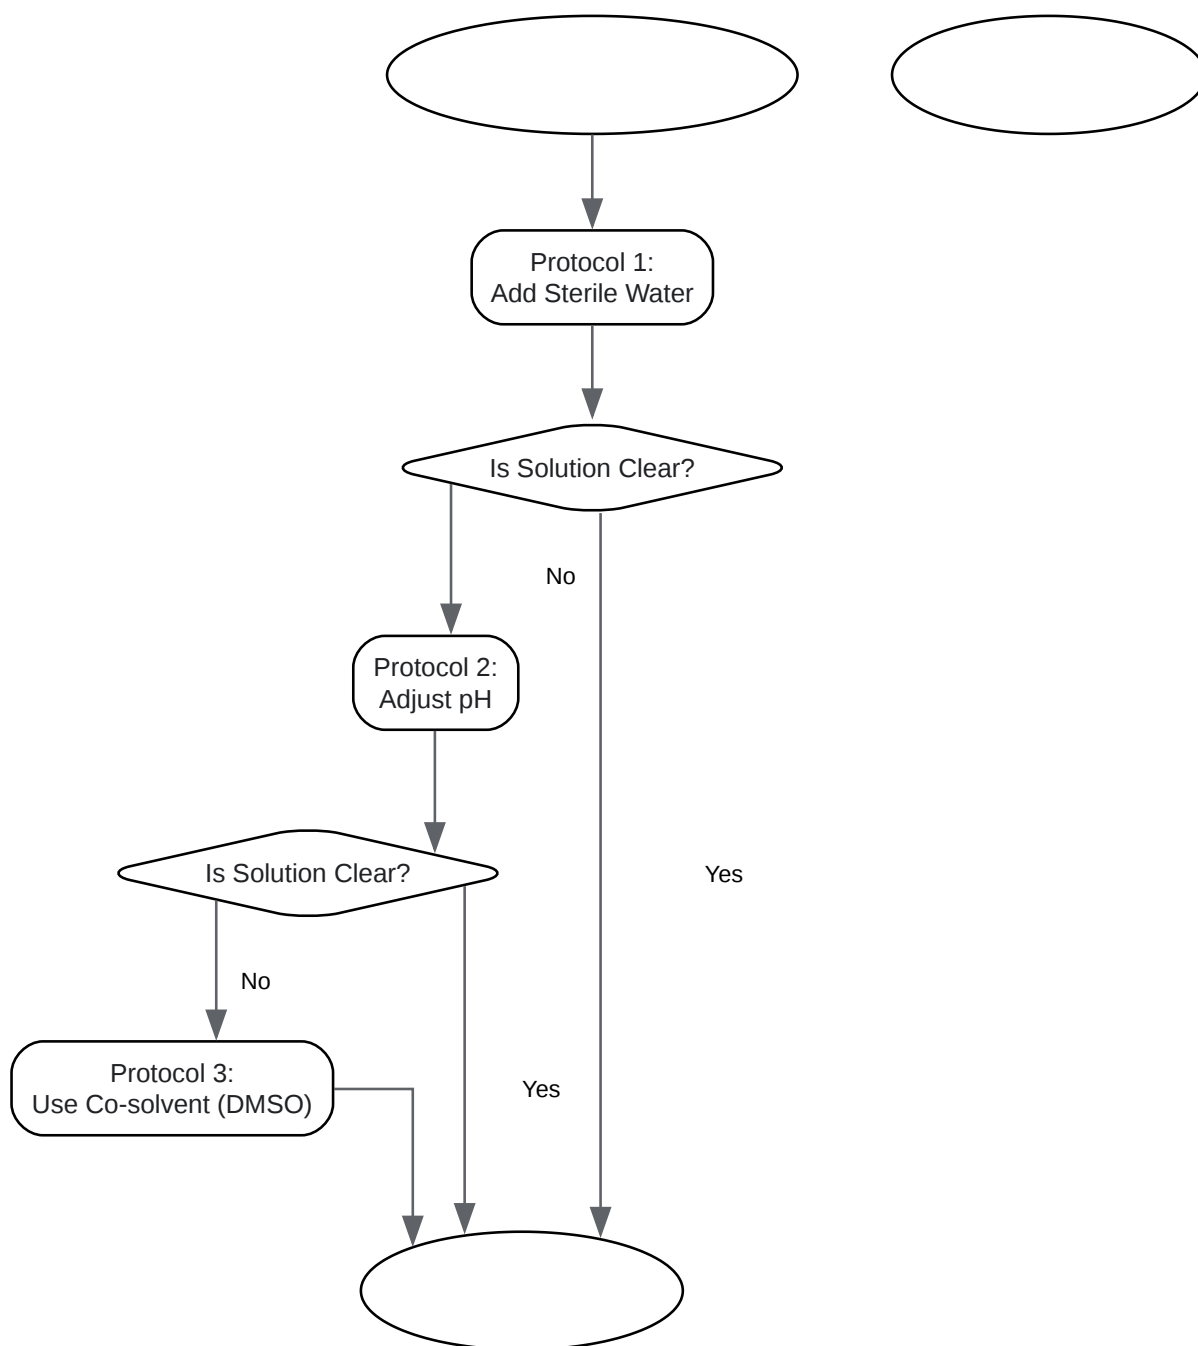 Protocol 1:
Add Sterile Water
Is Solution Clear?
No
Protocol 2:
Adjust pH
Is Solution Clear?
Yes
No
Protocol 3:
Use Co-solvent (DMSO)
Yes